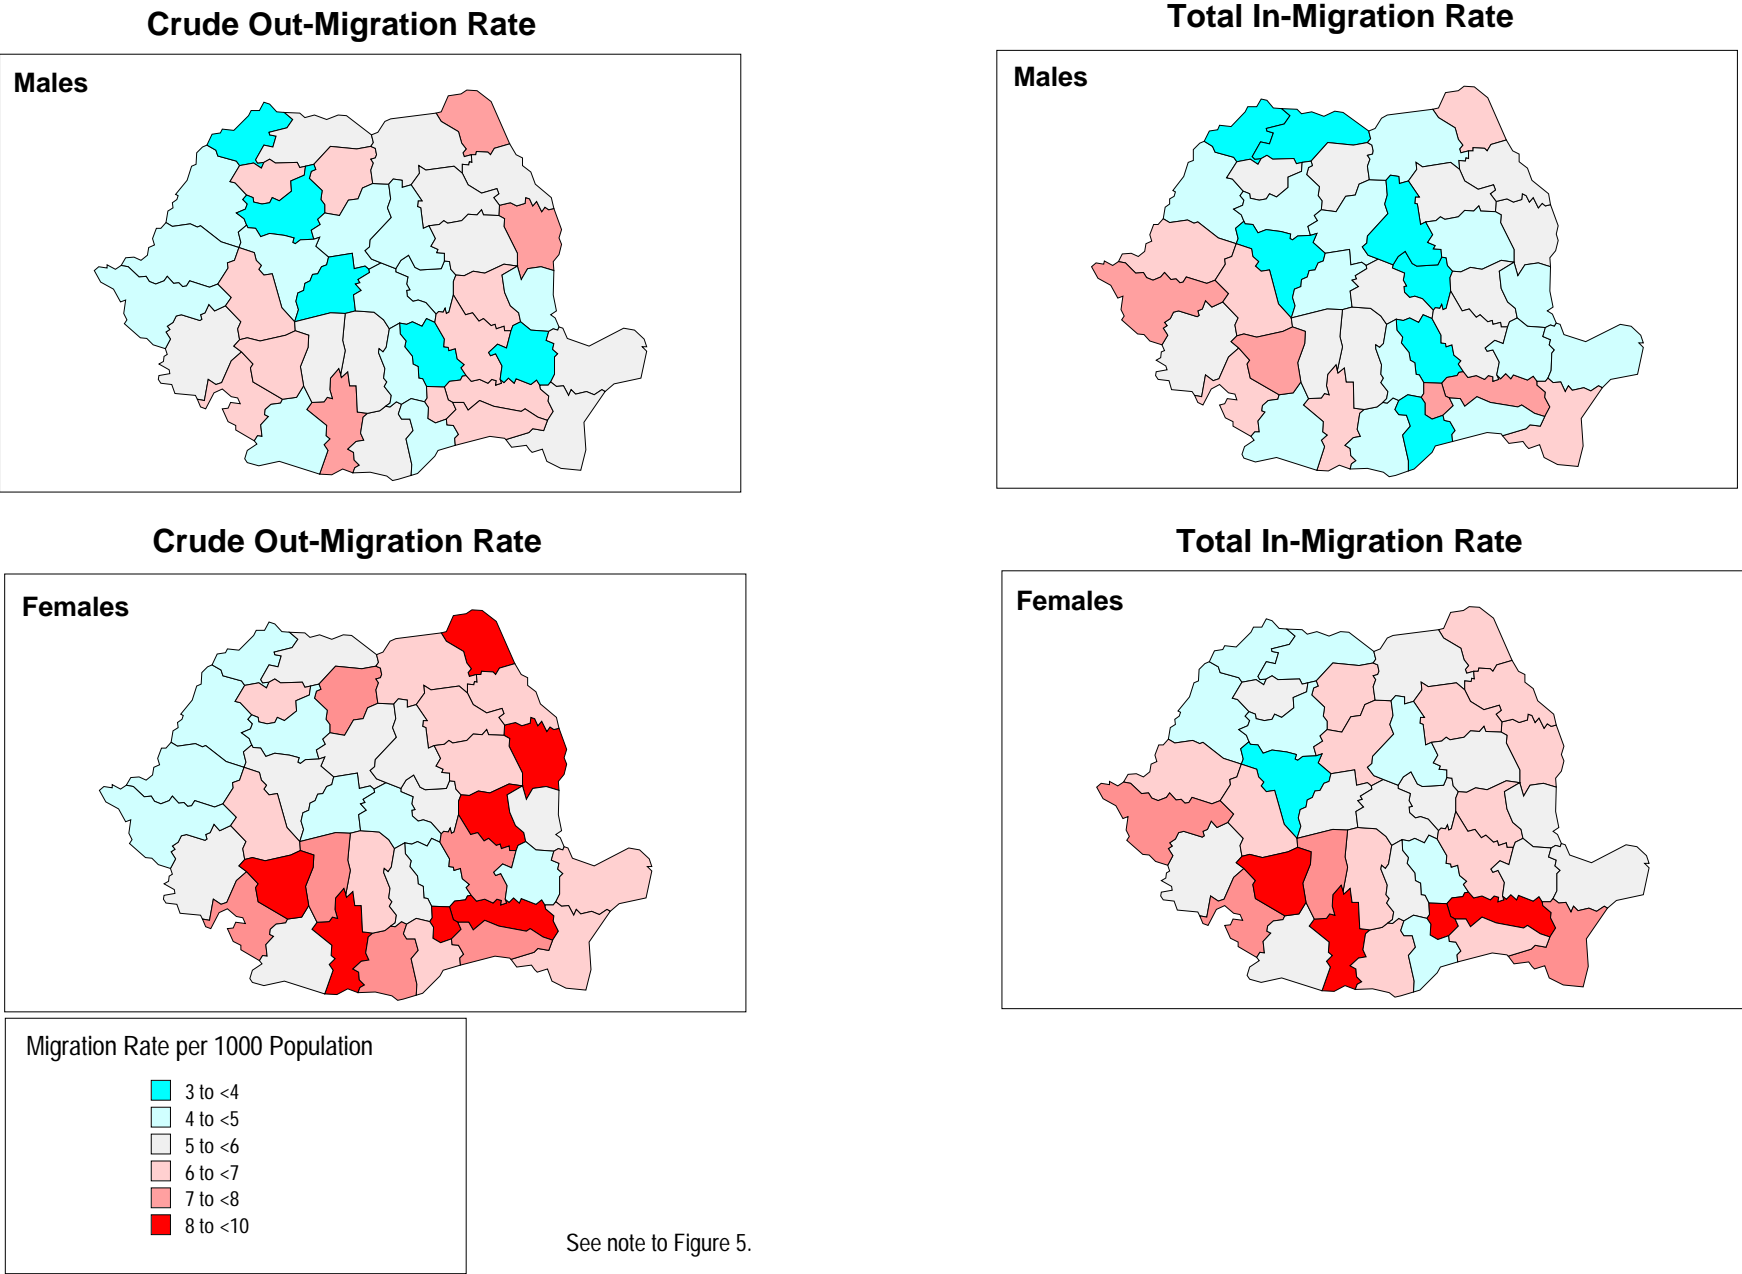 Crude Out-Migration Rate
Males
Total In-Migration Rate
Males
Crude Out-Migration Rate
Females
Total In-Migration Rate
Females
Migration Rate per 1000 Population
3 to <4
4 to <5
5 to <6
6 to <7
7 to <8
8 to <10
See note to Figure 5.